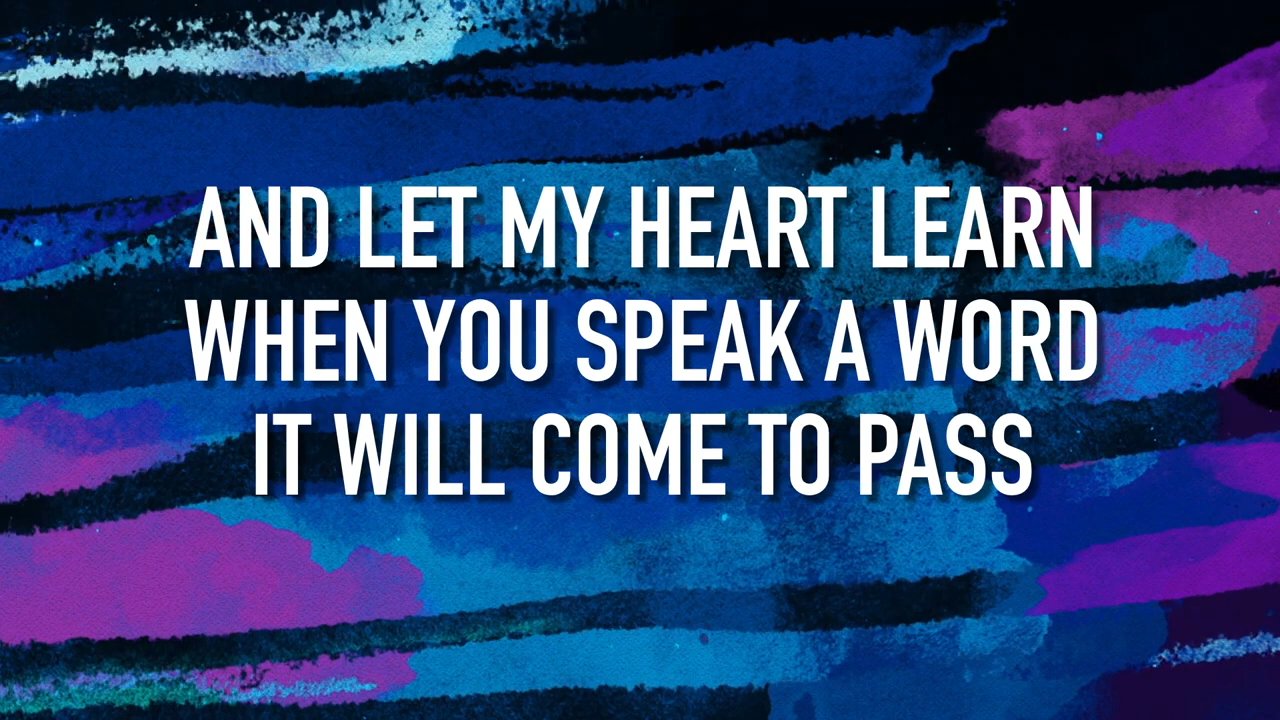 AND LET MY HEART LEARN
WHEN YOU SPEAK A WORD
IT WILL COME TO PASS